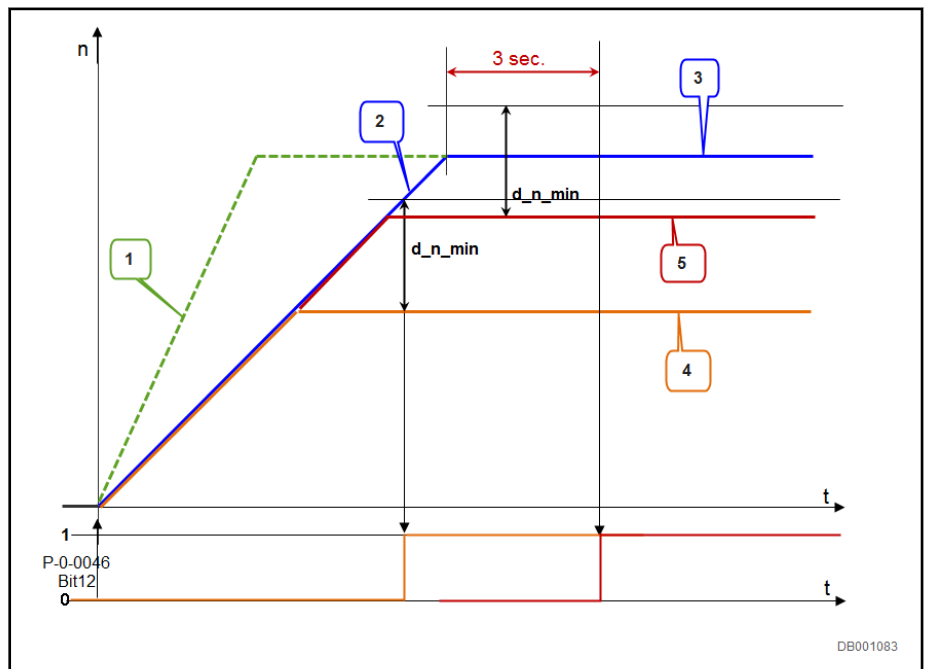 n
3 sec.
3
2
d_n_min
1
d_n_min
5
4
t
1
P-0-0046
Bit12
0
t
DB001083